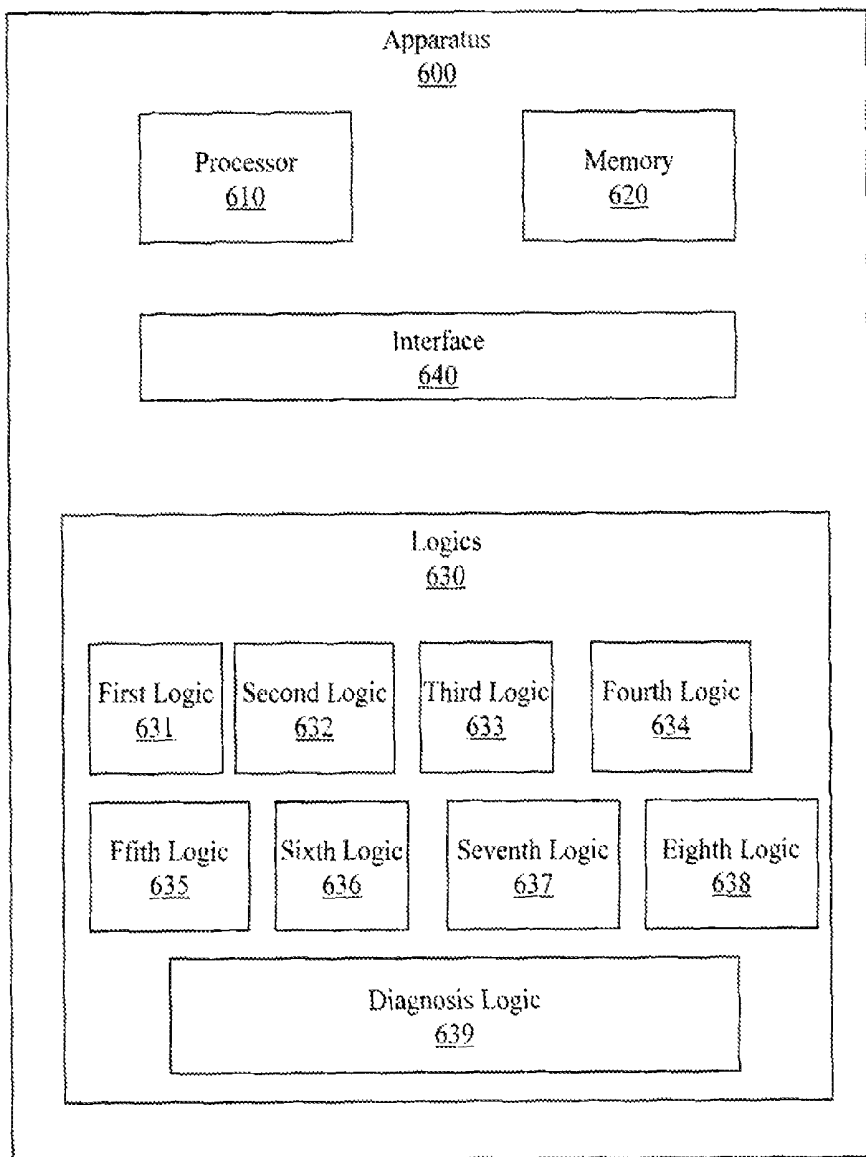 Apparatus
600
Processor
610
Memory
620
Interface
640
Logics
630
First Logic
631
Second Logic
632
Third Logic
633
Fourth Logic
634
Ffith Logic
635
Sixth Logic
636
Seventh Logic
637
Eighth Logic
638
Diagnosis Logic
639